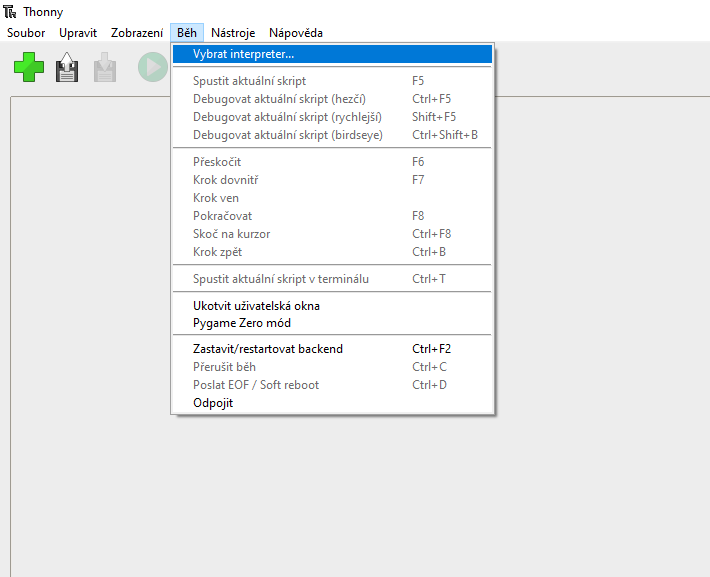 Thonny
Soubor Upravit Zobrazení Běh Nástroje Nápověda
Vybrat interpreter...
Spustit aktuální skript F5
Debugovat aktuální skript (hezčí) Ctrl+F5
Debugovat aktuální skript (rychlejší) Shift+F5
Debugovat aktuální skript (birdseye) Ctrl+Shift+B
Přeskočit F6
Krok dovnitř F7
Krok ven
Pokračovat F8
Skoč na kurzor Ctrl+F8
Krok zpět Ctrl+B
Spustit aktuální skript v terminálu Ctrl+T
Ukotvit uživatelská okna
Pygame Zero mód
Zastavit/restartovat backend Ctrl+F2
Přerušit běh Ctrl+C
Poslat EOF / Soft reboot Ctrl+D
Odpojit